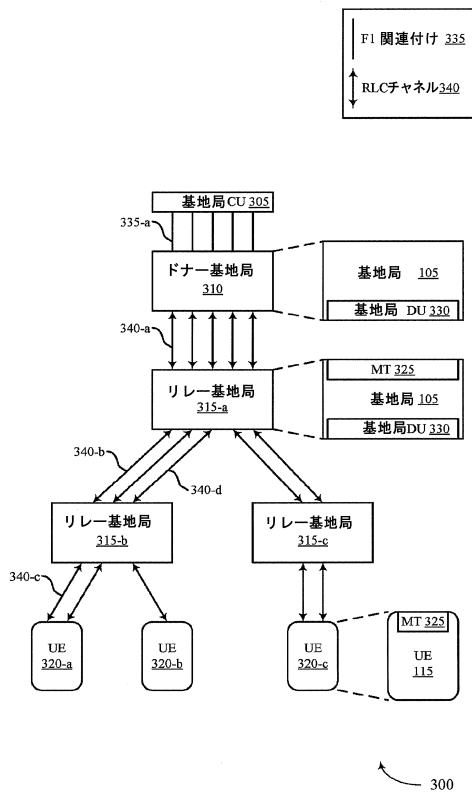 F1 関連付け 335
RLCチャネル340
基地局CU 305
335-a
ドナー基地局
310
基地局 105
基地局 DU 330
340-a
リレー基地局
315-a
MT 325
基地局 105
基地局DU 330
340-b
340-d
リレー基地局
315-b
リレー基地局
315-c
340-c
UE
320-a
UE
320-b
UE
320-c
MT 325
UE
115
300